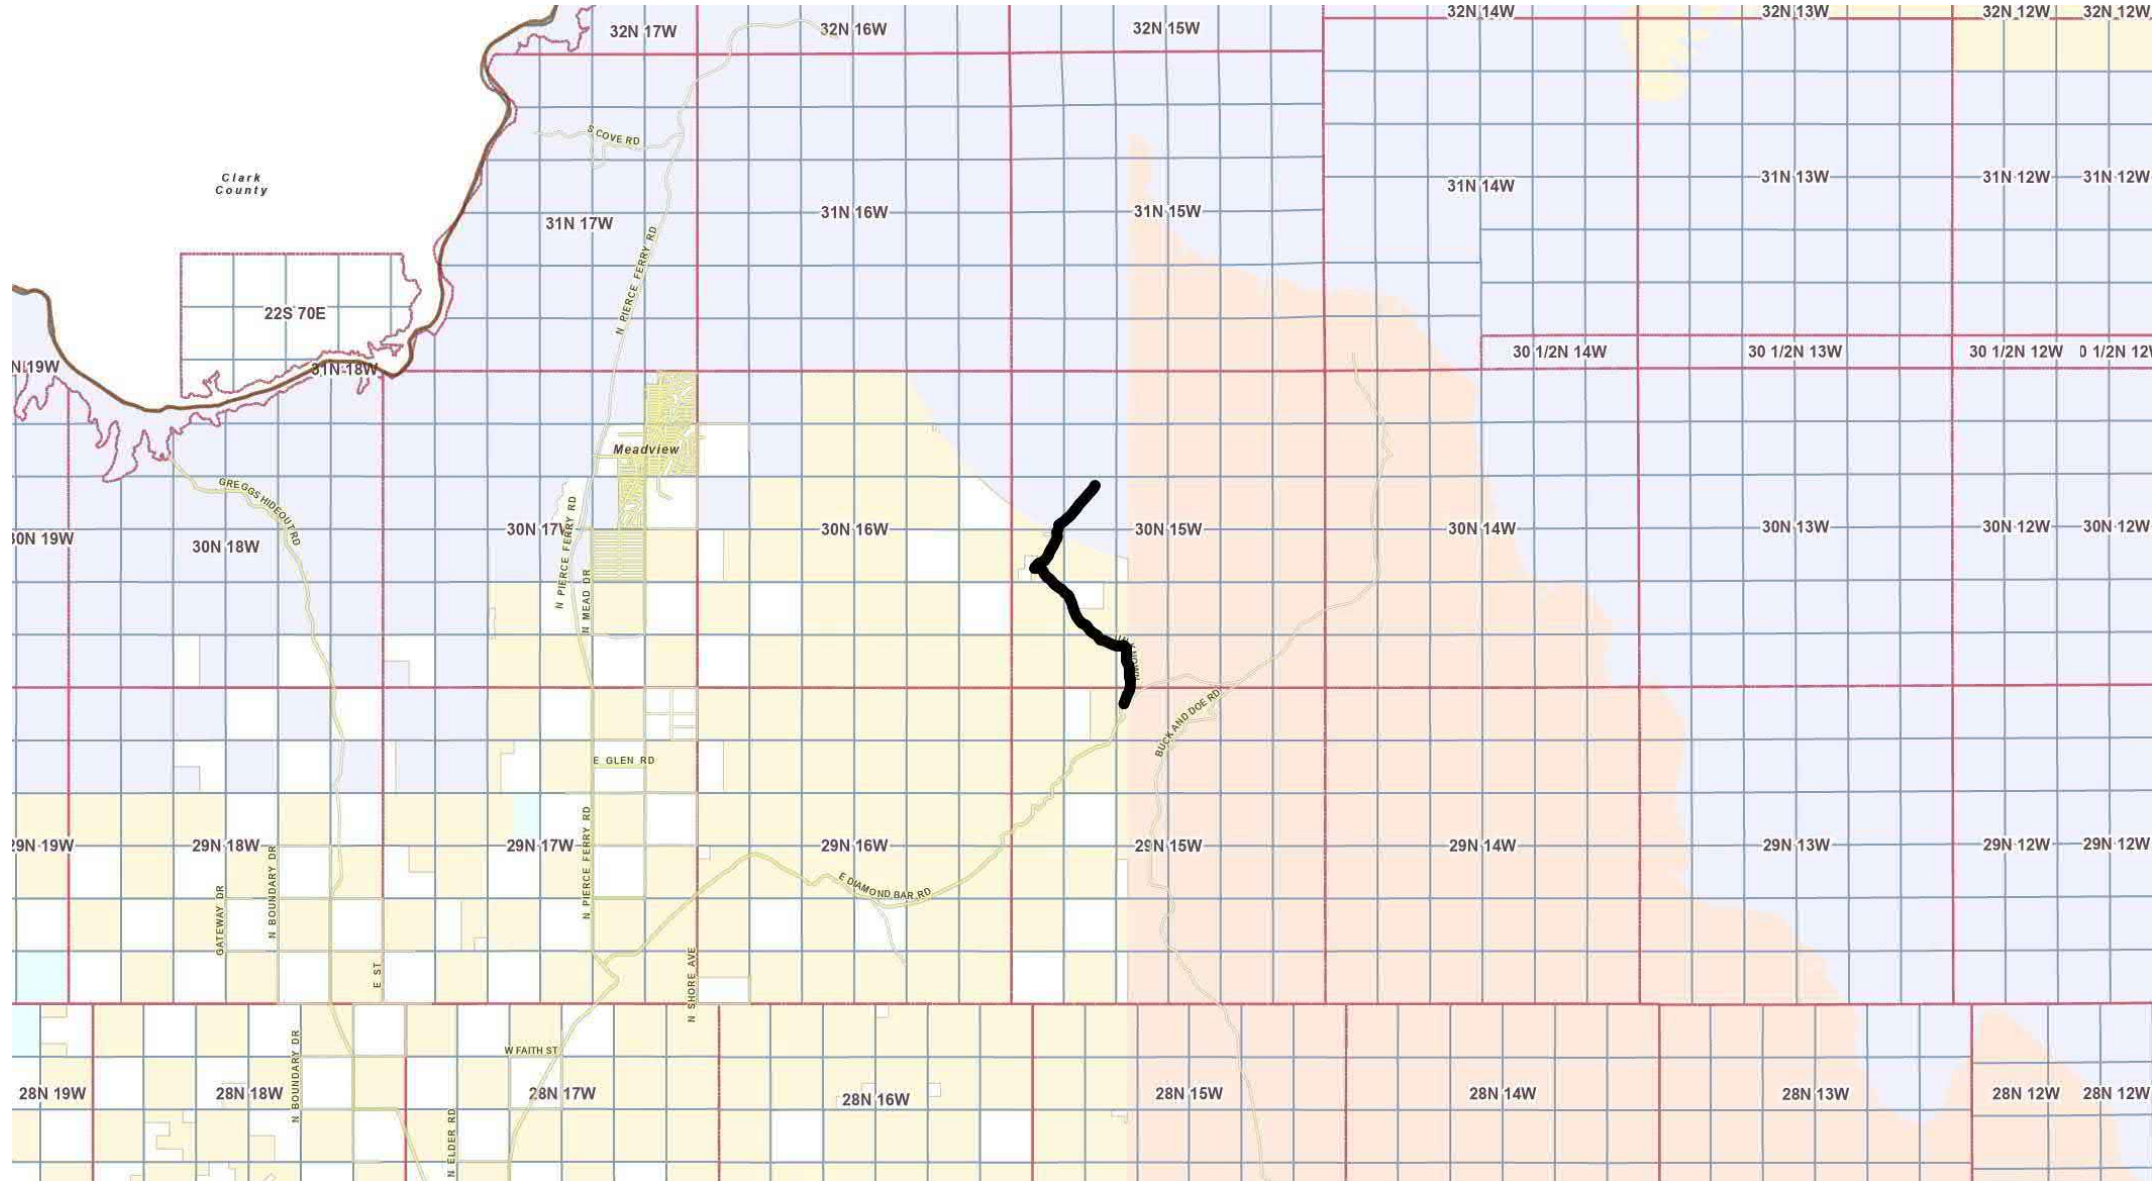 32N 17W
32N 16W
32N 15W
32N 14W
32N 13W
32N 12W
32N 12W
S COVE RD
Clark
County
31N 17W
31N 16W
31N 15W
31N 14W
31N 13W
31N 12W
31N 12W
N PIERCE FERRY RD
22S 70E
N 19W
31N 18W
30 1/2N 14W
30 1/2N 13W
30 1/2N 12W
0 1/2N 12W
Meadview
GREGGS HIDEOUT RD
30N 19W
30N 18W
30N 17W
30N 16W
30N 15W
30N 14W
30N 13W
30N 12W
30N 12W
N PIERCE FERRY RD
N MEAD DR
BUCK AND DOE RD
E GLEN RD
29N 19W
29N 18W
29N 17W
29N 16W
29N 15W
29N 14W
29N 13W
29N 12W
29N 12W
N PIERCE FERRY RD
N BOUNDARY DR
GATEWAY DR
E DIAMOND BAR RD
E ST
N SHORE AVE
W FAITH ST
N BOUNDARY DR
28N 19W
28N 18W
28N 17W
28N 16W
28N 15W
28N 14W
28N 13W
28N 12W
28N 12W
N ELDER RD